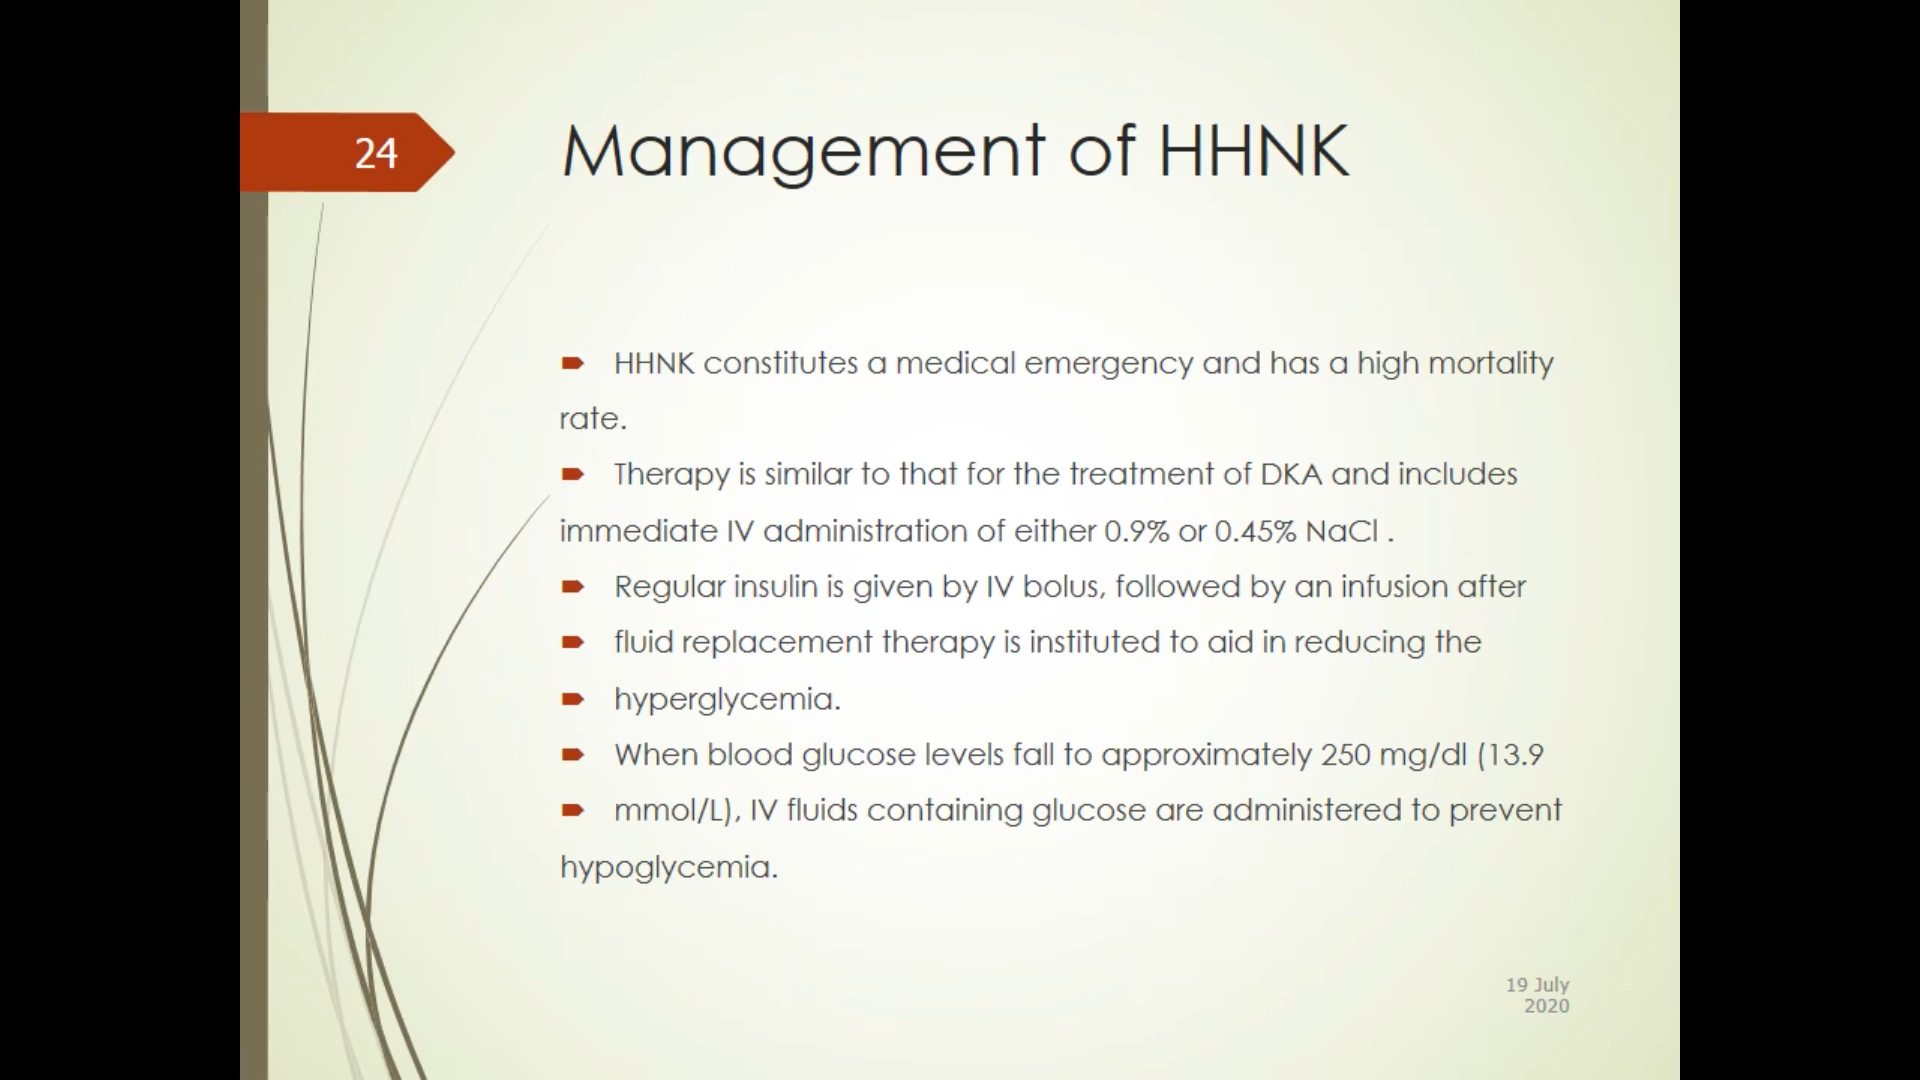 24
Management of HHNK
HHNK constitutes a medical emergency and has a high mortality
rate.
Therapy is similar to that for the treatment of DKA and includes
immediate IV administration of either 0.9% or 0.45% NaCl .
Regular insulin is given by IV bolus, followed by an infusion after
fluid replacement therapy is instituted to aid in reducing the
hyperglycemia.
When blood glucose levels fall to approximately 250 mg/dl (13.9
mmol/L), IV fluids containing glucose are administered to prevent
hypoglycemia.
19 July
2020